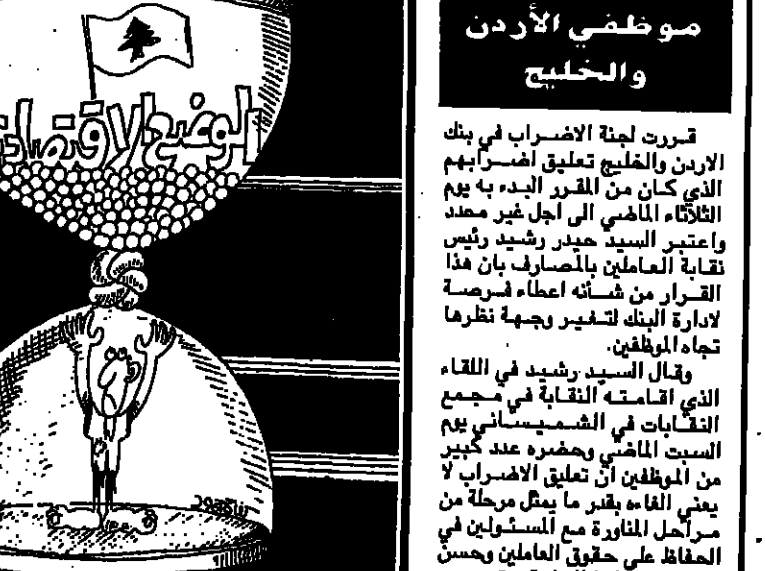 موظفي الأردن
والخليج
قررت لجنة الاضراب في بنك
الاردن والخليج تعليق اضرابهم
الذي كان من المقرر البدء به يوم
الثلاثاء الماضي الى اجل غير محدد
واعتبر السيد حيدر رشيد رئيس
نقابة العاملين بالمصارف بان هذا
القرار من شأنه اعطاء فرصة
لادارة البنك لتغير وجهة نظرها
تجاه الموظفين.
وقال السيد رشيد في اللقاء
الذي اقامته النقابة في مجمع
النقابات في الشميساني يوم
السبت الماضي وحضره عدد كبير
من الموظفين ان تعليق الاضراب لا
يعني الغاءه بقدر ما يمثل مرحلة من
مراحل المناورة مع المسئولين في
الحفاظ على حقوق العاملين وحسن
الوضع الاقتصاد